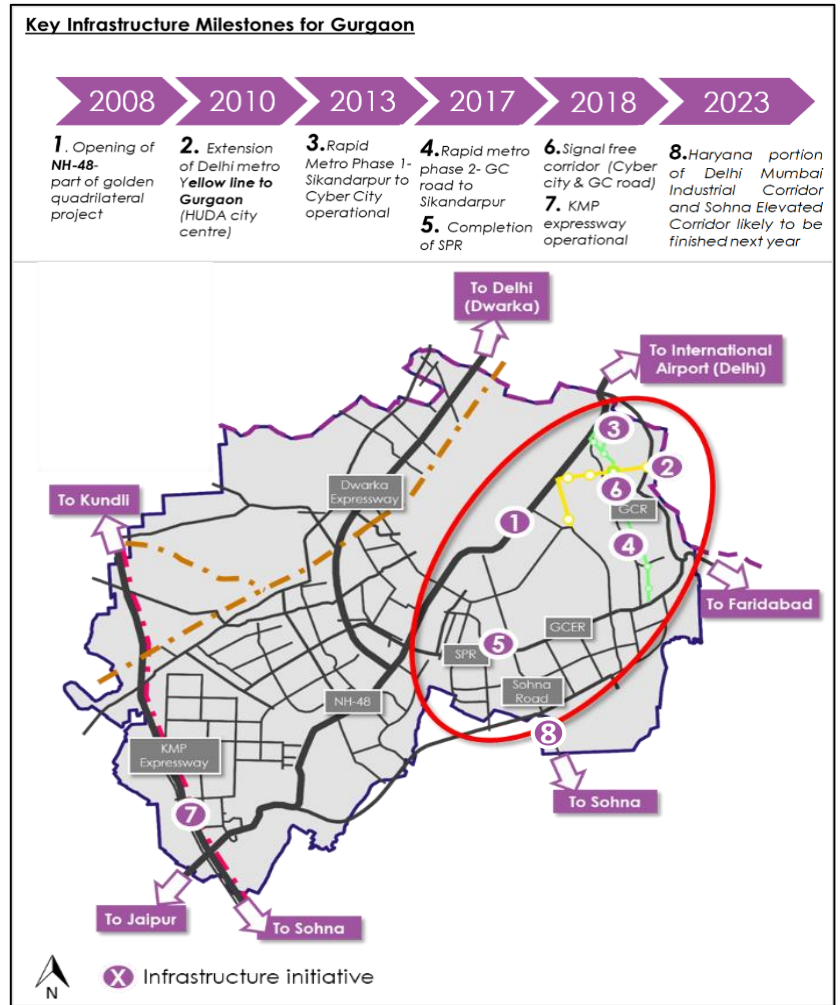 Key Infrastructure Milestones for Gurgaon
2008
2010
2013
2017
2018
2023
1. Opening of
NH-48-
part of golden
quadrilateral
project
2. Extension
of Delhi metro
Yellow line to
Gurgaon
(HUDA city
centre)
3.Rapid
Metro Phase 1-
Sikandarpur to
Cyber City
operational
4.Rapid metro
phase 2- GC
road to
Sikandarpur
5. Completion
of SPR
6.Signal free
corridor (Cyber
city & GC road)
7. KMP
expressway
operational
8.Haryana portion
of Delhi Mumbai
Industrial Corridor
and Sohna Elevated
Corridor likely to be
finished next year
To Delhi
(Dwarka)
To International
Airport (Delhi)
3
2
6
Dwarka
Expressway
To Kundli
GCR
1
4
To Faridabad
GCER
5
SPR
Sohna
Road
NH-48
8
KMP
Expressway
To Sohna
7
To Jaipur
To Sohna
N
X Infrastructure initiative